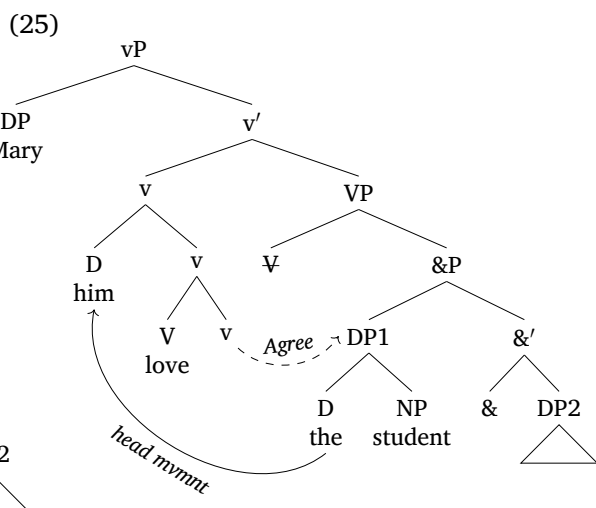 (25)
vP
DP v′
Mary
v VP
D v V &P
him
V v Agree DP1 &′
love
D NP & DP2
the student
head mvmnt
2